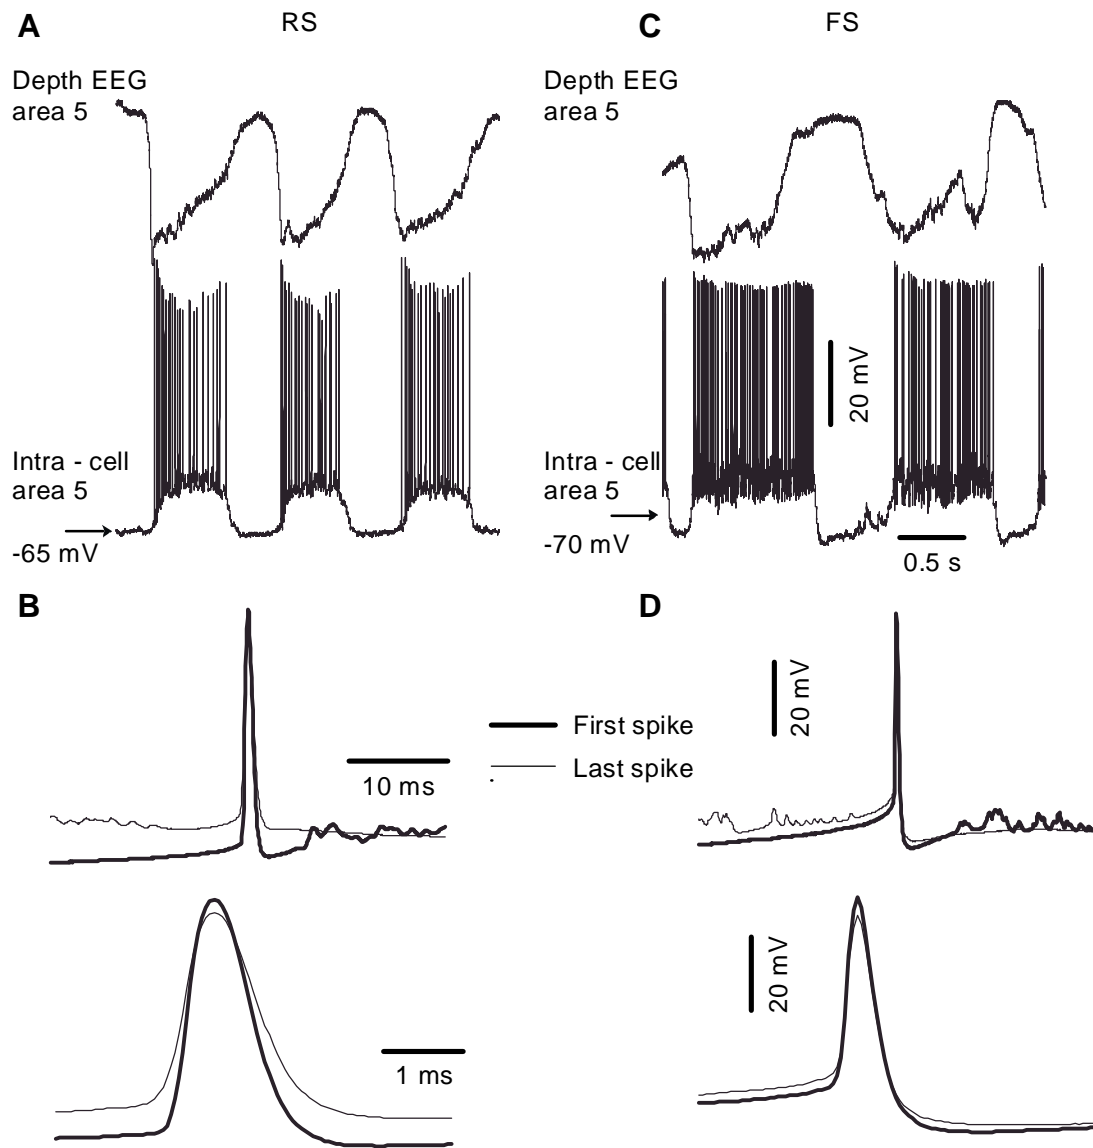 A
RS
C
FS
Depth EEG
area 5
Depth EEG
area 5
20 mV
Intra - cell
area 5
-65 mV
Intra - cell
area 5
-70 mV
0.5 s
B
D
20 mV
First spike
Last spike
10 ms
20 mV
1 ms